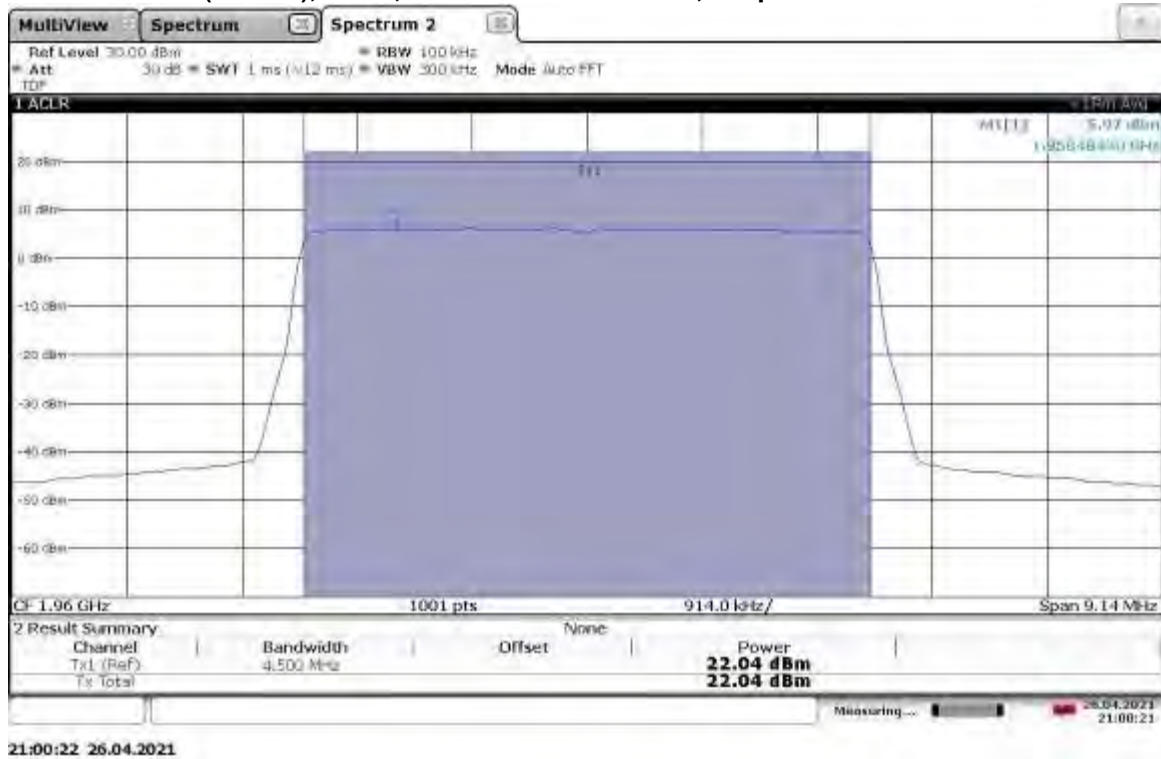 MultiView Spectrum Spectrum 2
Ref Level 30.00 dBm RBW 100 kHz
Att 30 dB SWT 1 ms (~12 ms) VBW 300 kHz Mode Auto FFT
TDF
1 ACLR 1Rm Avg
M1[1] 5.97 dBm
20 dBm
Tx1
10 dBm
0 dBm
-10 dBm
-20 dBm
-30 dBm
-40 dBm
-50 dBm
-60 dBm
CF 1.96 GHz 1001 pts 914.0 kHz/ Span 9.14 MHz
2 Result Summary None
Channel Bandwidth Offset Power
Tx1 (Ref) 4.500 MHz 22.04 dBm
Tx Total 22.04 dBm
Measuring... 26.04.2021
21:00:21
21:00:22 26.04.2021